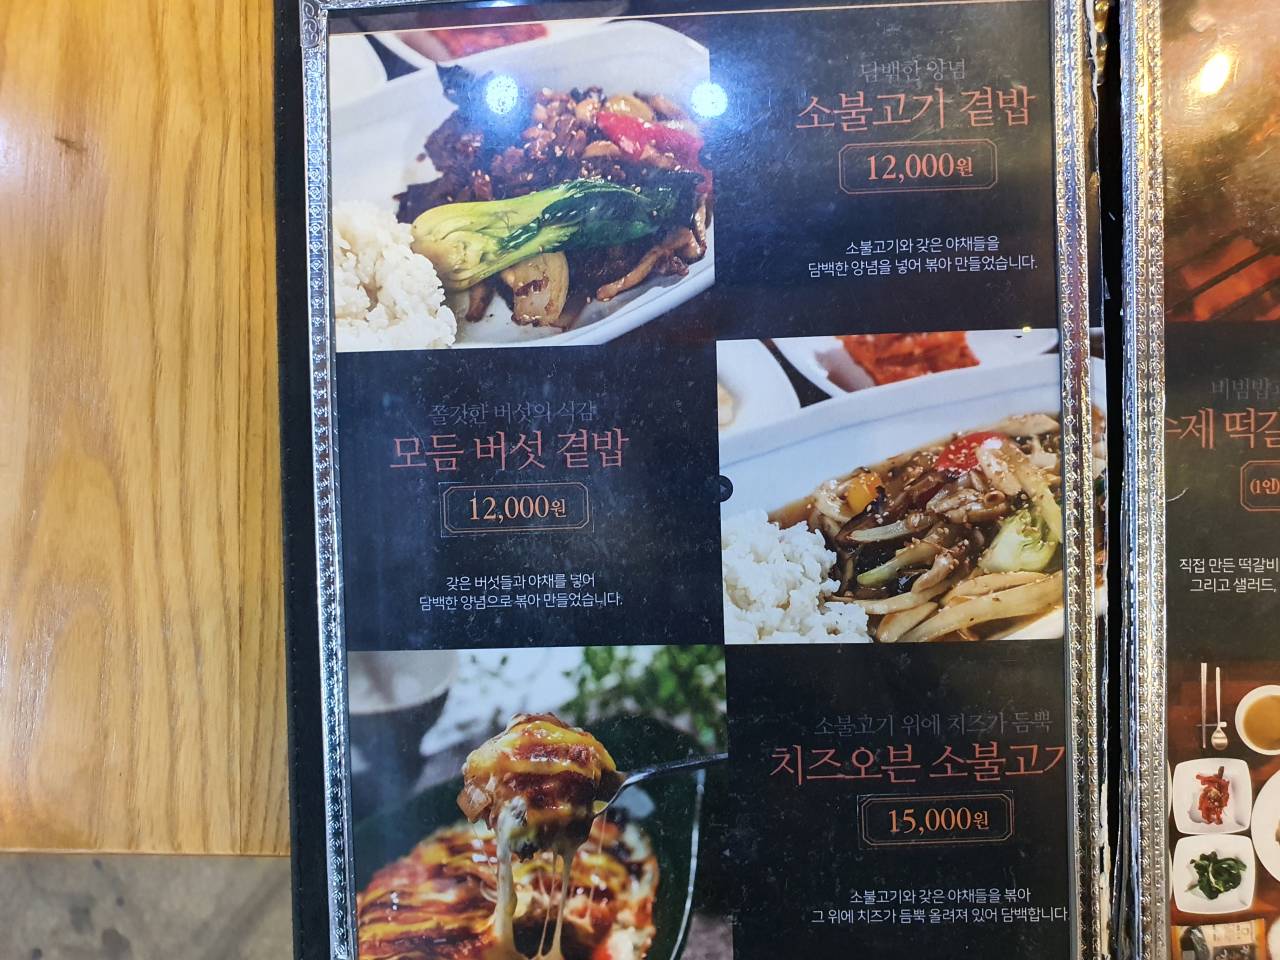 담백한 양념
소불고기 곁밥
12,000원
소불고기와 갖은 야채들을
담백한 양념을 넣어 볶아 만들었습니다.
쫄깃한 버섯의 식감
모듬 버섯 곁밥
12,000원
갖은 버섯들과 야채를 넣어
담백한 양념으로 볶아 만들었습니다.
소불고기 위에 치즈가 듬뿍
치즈오븐 소불고기
15,000원
소불고기와 갖은 야채들을 볶아
그 위에 치즈가 듬뿍 올려져 있어 담백합니다.
비빔밥
수제 떡갈
(1인)
직접 만든 떡갈비
그리고 샐러드,